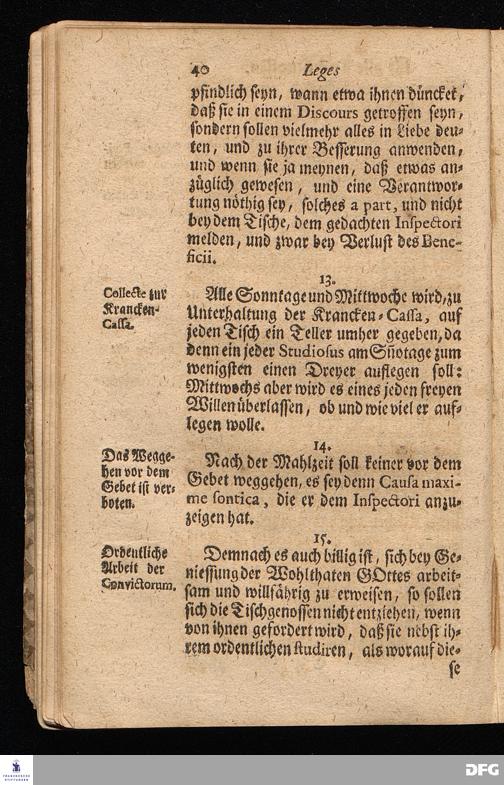 40 Leges
pfindlich seyn, wann etwa ihnen düncket,
daß sie in einem Discours getroffen seyn,
sondern sollen vielmehr alles in Liebe deu-
ten, und zu ihrer Besserung anwenden,
und wenn sie ja meynen, daß etwas an-
züglich gewesen, und eine Verantwor-
tung nöthig sey, solches a part, und nicht
bey dem Tische, dem gedachten Inspectori
melden, und zwar bey Verlust des Bene-
ficii.
13.
Collecte zur
Krancken-
Cassa.
Alle Sonntage und Mittwoche wird, zu
Unterhaltung der Krancken-Cassa, auf
jeden Tisch ein Teller umher gegeben, da
denn ein jeder Studiosus am Sñotage zum
wenigsten einen Dreyer auflegen soll:
Mittwochs aber wird es eines jeden freyen
Willen überlassen, ob und wie viel er auf-
legen wolle.
14.
Das Wegge-
hen vor dem
Gebet ist ver-
boten.
Nach der Mahlzeit soll keiner vor dem
Gebet weggehen, es sey denn Causa maxi-
me sontica, die er dem Inspectori anzu-
zeigen hat.
15.
Ordentliche
Arbeit der
Convictorum.
Demnach es auch billig ist, sich bey Ge-
niessung der Wohlthaten GOttes arbeit-
sam und willfährig zu erweisen, so sollen
sich die Tischgenossen nicht entziehen, wenn
von ihnen gefordert wird, daß sie nebst ih-
rem ordentlichen studiren, als worauf die-
se
FRANCKESCHE
STIFTUNGEN
DFG